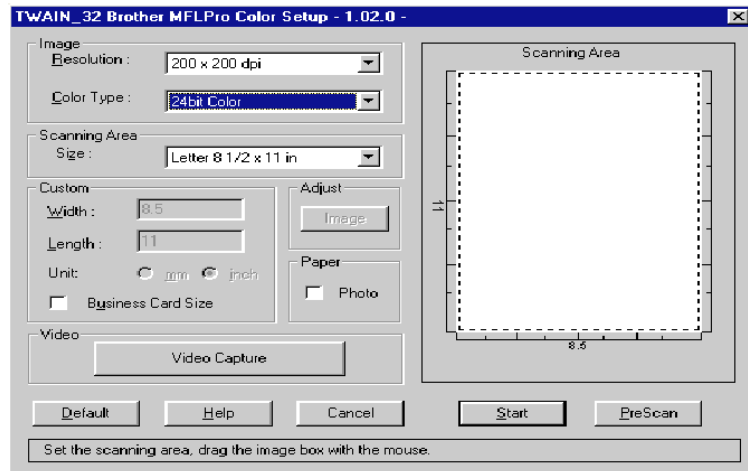 TWAIN_32 Brother MFLPro Color Setup - 1.02.0 -
Image
Resolution : 200 x 200 dpi
Color Type : 24bit Color
Scanning Area
Size : Letter 8 1/2 x 11 in
Custom
Width : 8.5
Length : 11
Unit: mm inch
Business Card Size
Adjust
Image
Paper
Photo
Video
Video Capture
Scanning Area
11
8.5
Default Help Cancel Start PreScan
Set the scanning area, drag the image box with the mouse.